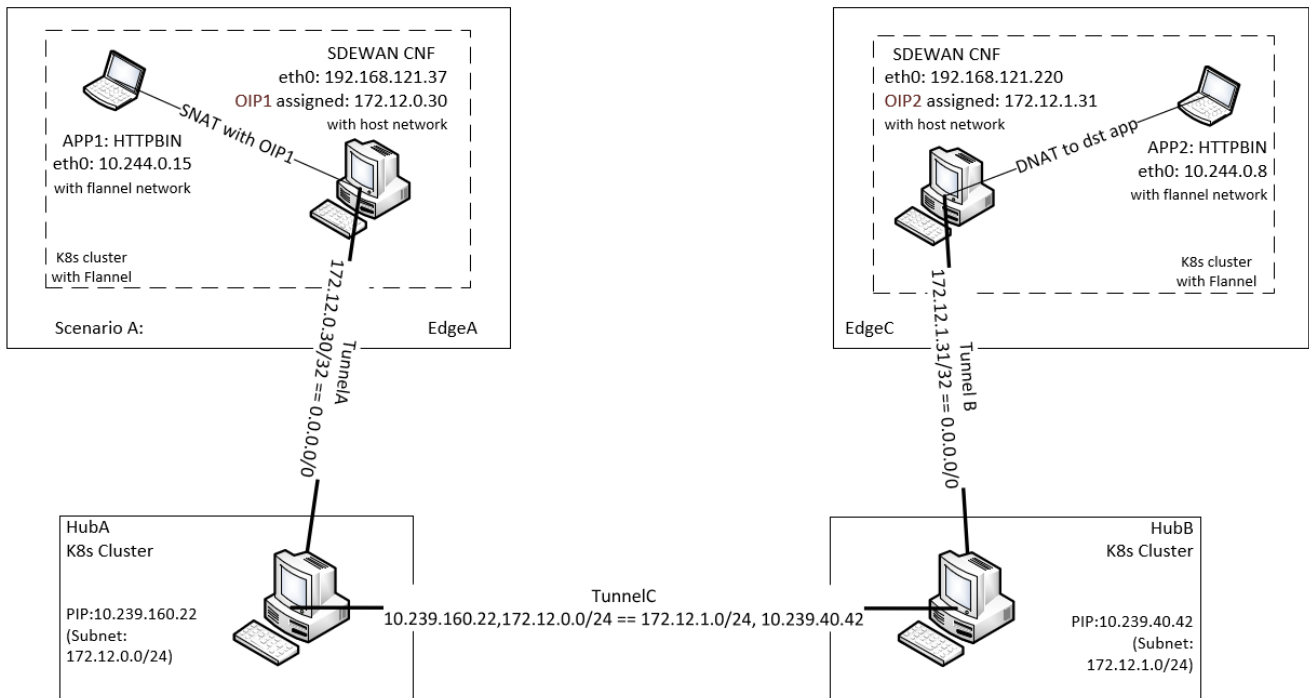 SDEWAN CNF
eth0: 192.168.121.37
OIP1 assigned: 172.12.0.30
with host network
SNAT with OIP1
APP1: HTTPBIN
eth0: 10.244.0.15
with flannel network
K8s cluster
with Flannel
Scenario A:
EdgeA
SDEWAN CNF
eth0: 192.168.121.220
OIP2 assigned: 172.12.1.31
with host network
DNAT to dst app
APP2: HTTPBIN
eth0: 10.244.0.8
with flannel network
K8s cluster
with Flannel
EdgeC
TunnelA
172.12.0.30/32 == 0.0.0.0/0
Tunnel B
172.12.1.31/32 == 0.0.0.0/0
HubA
K8s Cluster
PIP:10.239.160.22
(Subnet:
172.12.0.0/24)
TunnelC
10.239.160.22,172.12.0.0/24 == 172.12.1.0/24, 10.239.40.42
HubB
K8s Cluster
PIP:10.239.40.42
(Subnet:
172.12.1.0/24)